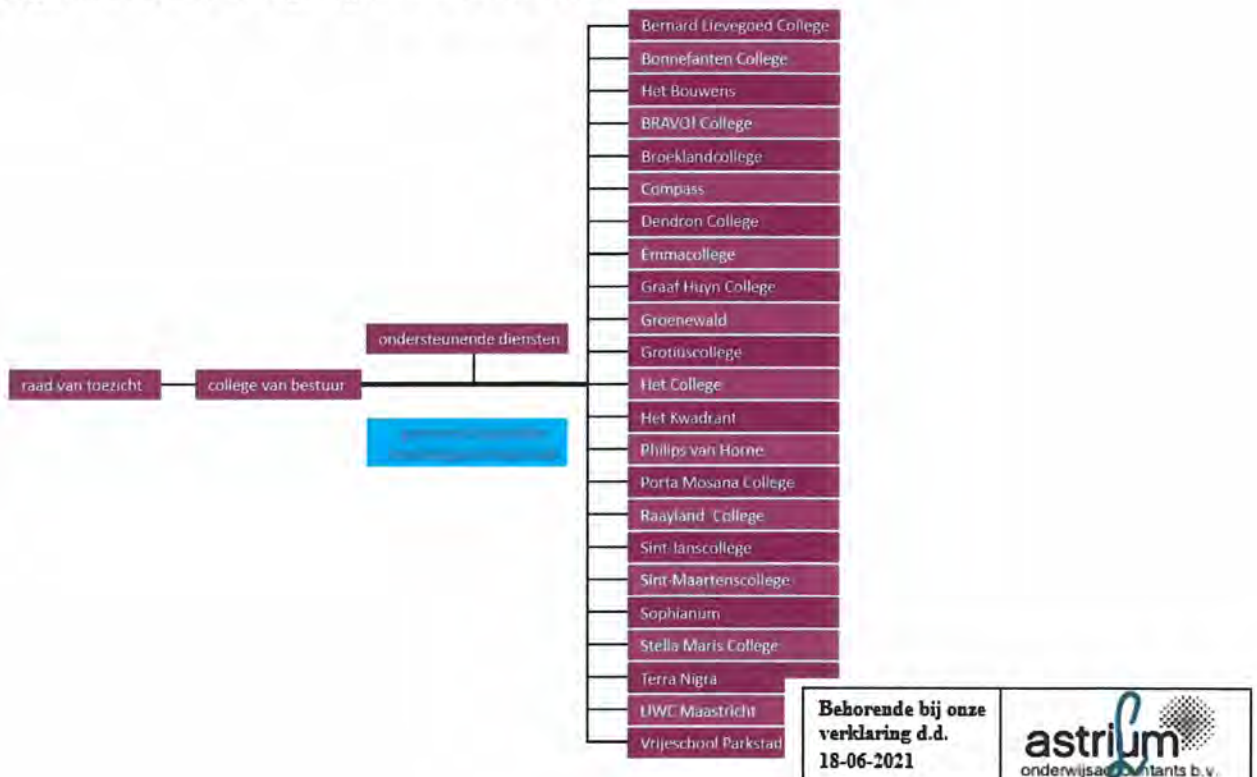 raad van toezicht
college van bestuur
ondersteunende diensten
Bernard Lievegoed College
Bonnefanten College
Het Bouwens
BRAVO! College
Broeklandcollege
Compass
Dendron College
Emmacollege
Graaf Huyn College
Groenewald
Grotiuscollege
Het College
Het Kwadrant
Philips van Horne
Porta Mosana College
Raayland College
Sint-Janscollege
Sint-Maartenscollege
Sophianum
Stella Maris College
Terra Nigra
UWC Maastricht
Vrijeschool Parkstad
Behorende bij onze
verklaring d.d.
18-06-2021
astrium
onderwijsaccountants b.v.